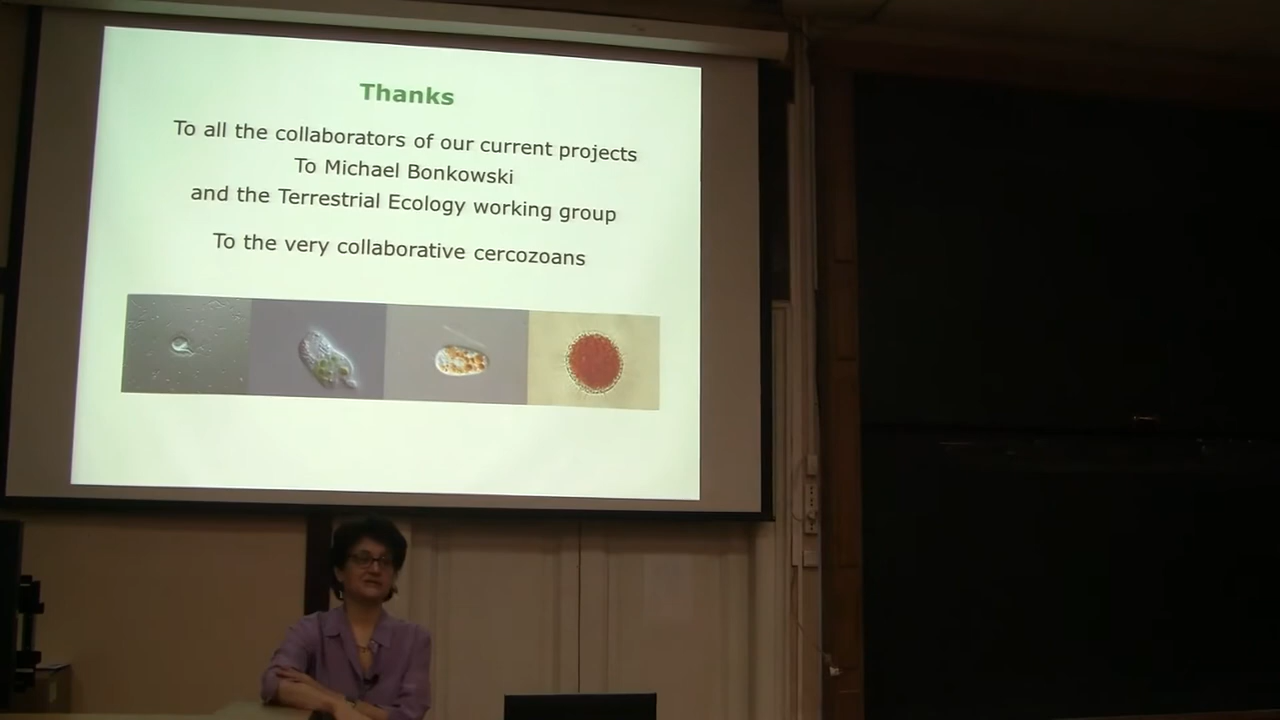 Thanks
To all the collaborators of our current projects
To Michael Bonkowski
and the Terrestrial Ecology working group
To the very collaborative cercozoans